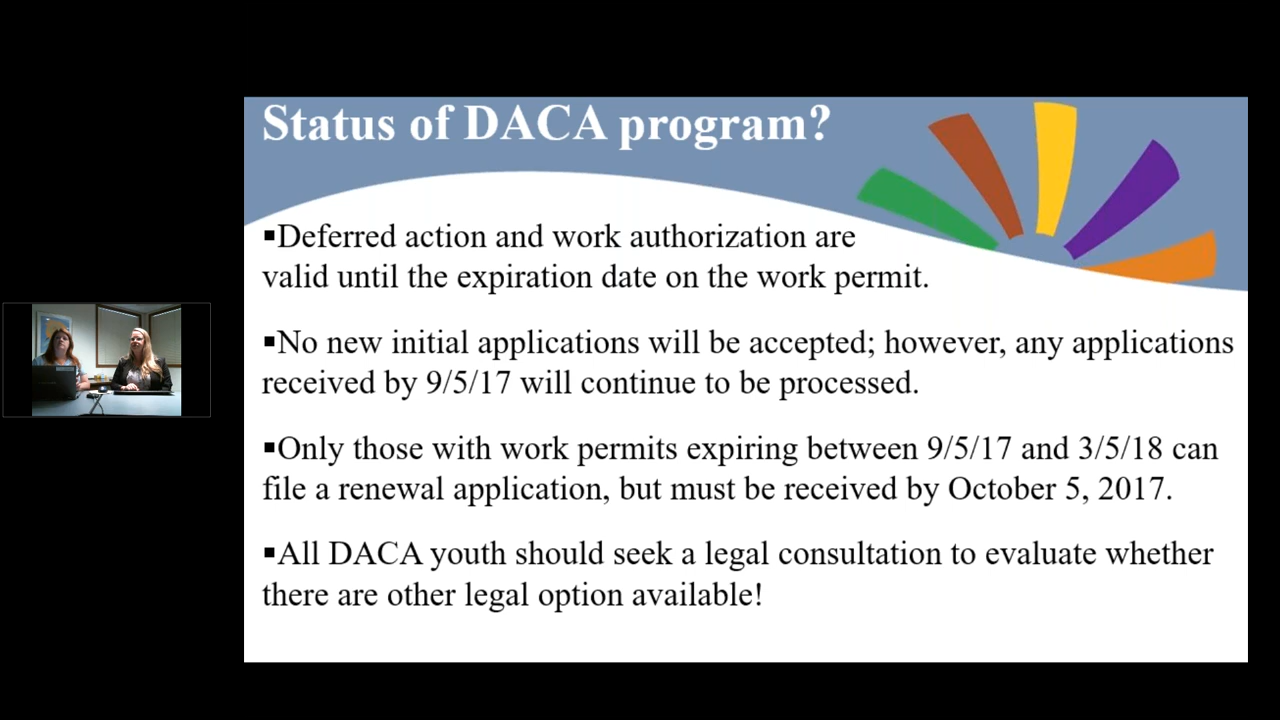 Status of DACA program?
▪Deferred action and work authorization are
valid until the expiration date on the work permit.
▪No new initial applications will be accepted; however, any applications
received by 9/5/17 will continue to be processed.
▪Only those with work permits expiring between 9/5/17 and 3/5/18 can
file a renewal application, but must be received by October 5, 2017.
▪All DACA youth should seek a legal consultation to evaluate whether
there are other legal option available!